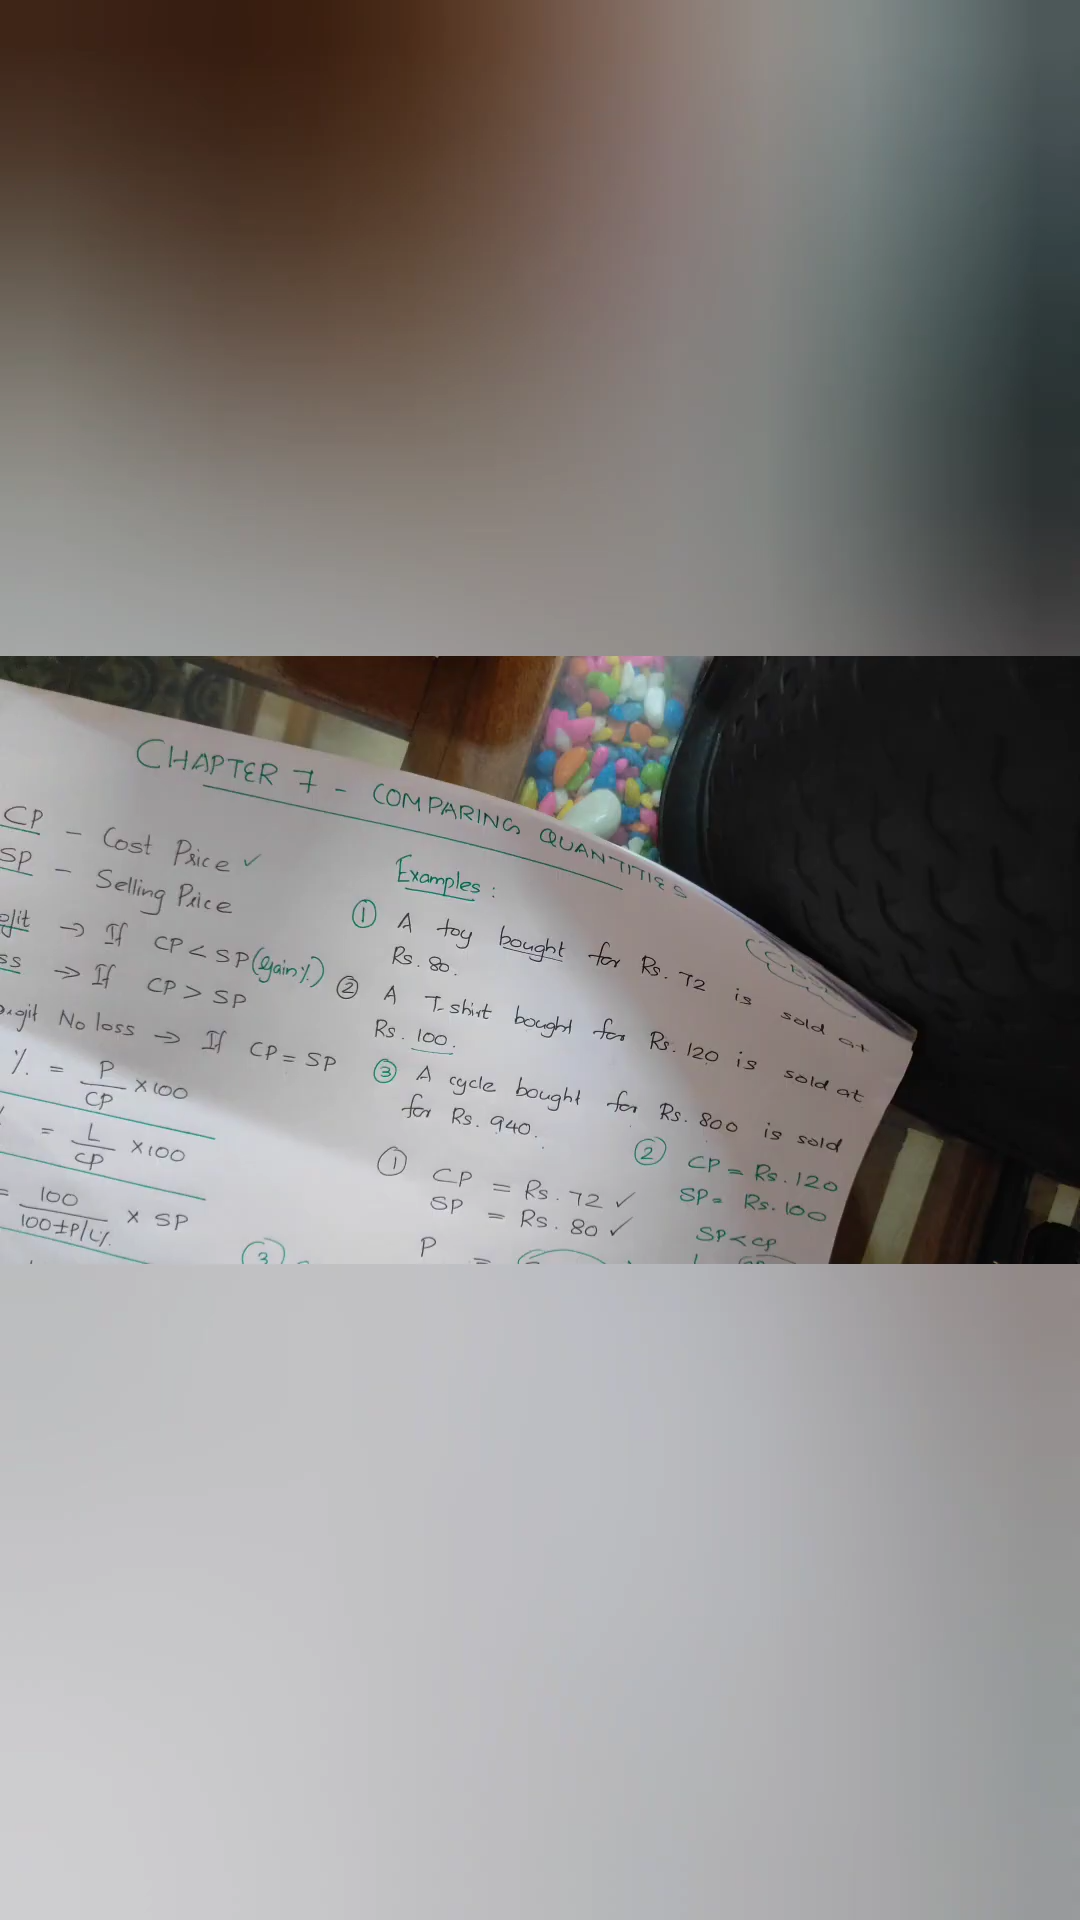 CHAPTER 7 - COMPARING QUANTITIES
CP - Cost Price ✓
SP - Selling Price
→ If CP < SP (Gain%)
→ If CP > SP
No loss → If CP = SP
% = P/CP × 100
= L/CP × 100
= 100/100±P/L% × SP
Examples:
① A toy bought for Rs. 72 is sold at
Rs. 80.
② A T-shirt bought for Rs. 120 is sold at
Rs. 100.
③ A cycle bought for Rs. 800 is sold
for Rs. 940.
① CP = Rs. 72 ✓
SP = Rs. 80 ✓
P =
② CP = Rs. 120
SP = Rs. 100
SP < CP
③